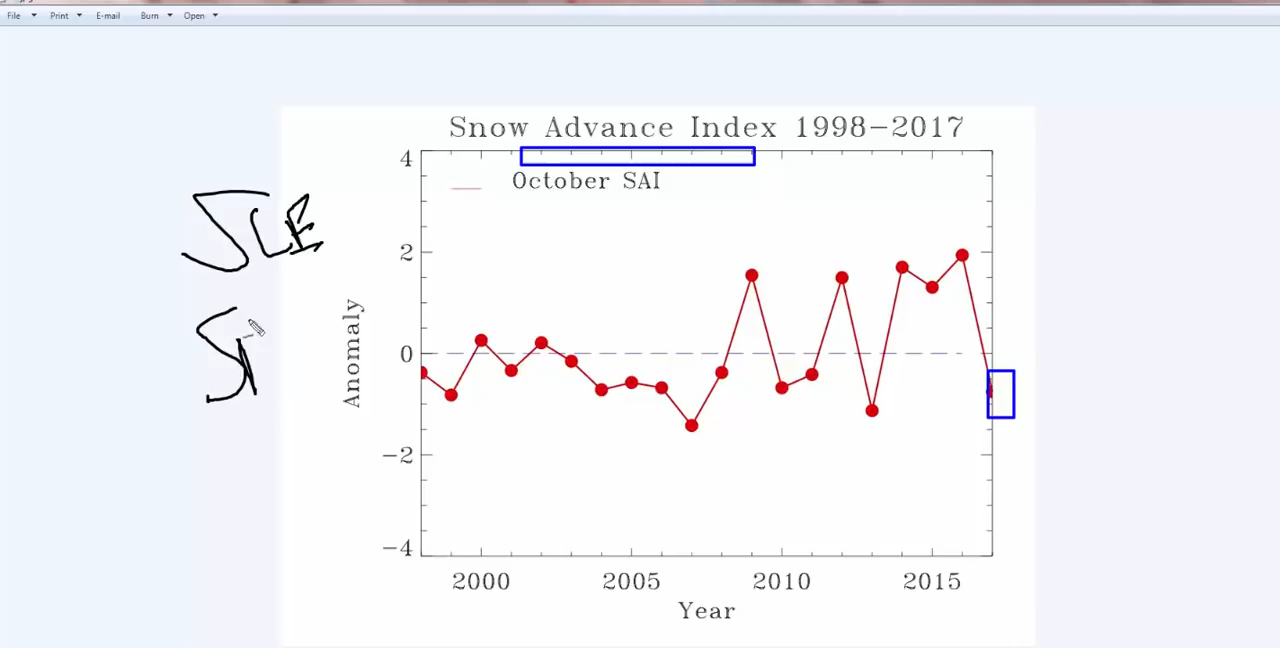 File Print E-mail Burn Open
Snow Advance Index 1998-2017
October SAI
SCE
4
2
0
-2
-4
Anomaly
2000 2005 2010 2015
Year